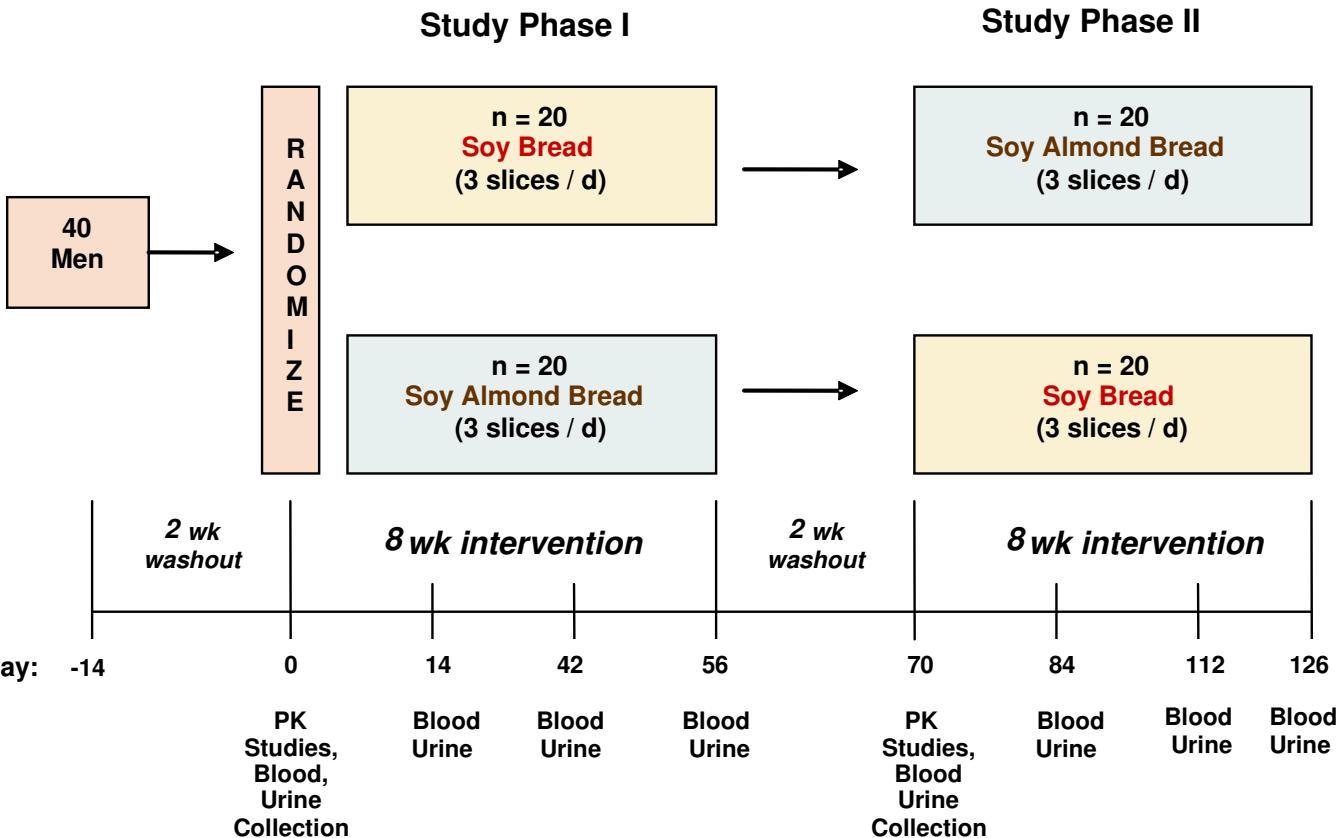 Study Phase I
Study Phase II
40
Men
R
A
N
D
O
M
I
Z
E
n = 20
Soy Bread
(3 slices / d)
n = 20
Soy Almond Bread
(3 slices / d)
n = 20
Soy Almond Bread
(3 slices / d)
n = 20
Soy Bread
(3 slices / d)
2 wk
washout
8 wk intervention
2 wk
washout
8 wk intervention
ay: -14 0 14 42 56 70 84 112 126
PK
Studies,
Blood,
Urine
Collection
Blood
Urine
Blood
Urine
Blood
Urine
PK
Studies,
Blood
Urine
Collection
Blood
Urine
Blood
Urine
Blood
Urine